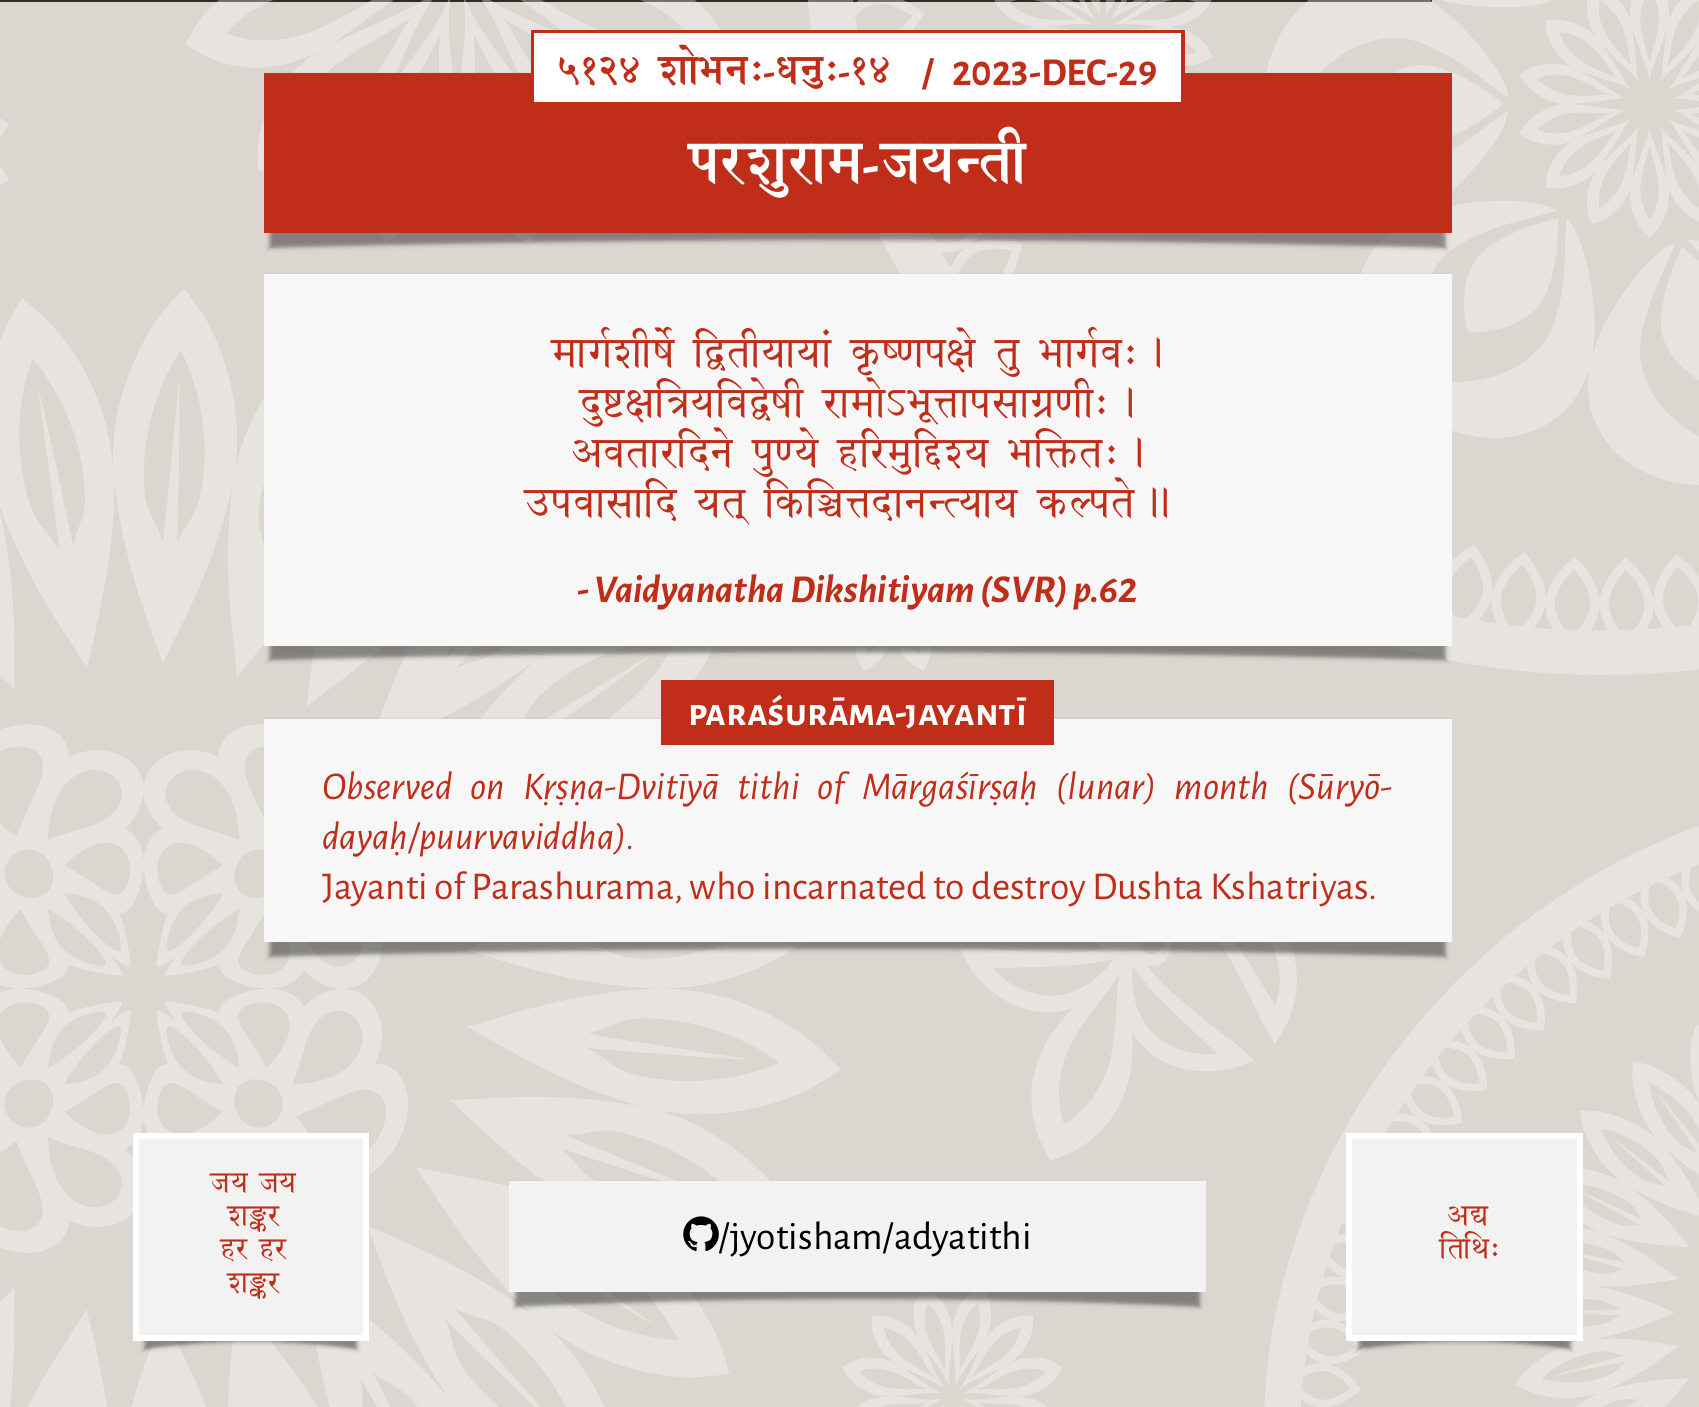 ५१२४ शोभनः-धनुः-१४ / 2023-DEC-29
परशुराम-जयन्ती
मार्गशीर्षे द्वितीयायां कृष्णपक्षे तु भार्गवः ।
दुष्टक्षत्रियविद्वेषी रामोऽभूत्तापसाग्रणीः ।
अवतारदिने पुण्ये हरिमुद्दिश्य भक्तितः ।
उपवासादि यत् किञ्चित्तदानन्त्याय कल्पते ॥
- Vaidyanatha Dikshitiyam (SVR) p.62
PARAŚURĀMA-JAYANTĪ
Observed on Kṛṣṇa-Dvitīyā tithi of Mārgaśīrṣaḥ (lunar) month (Sūryō-
dayaḥ/puurvaviddha).
Jayanti of Parashurama, who incarnated to destroy Dushta Kshatriyas.
जय जय
शङ्कर
हर हर
शङ्कर
/jyotisham/adyatithi
अद्य
तिथिः